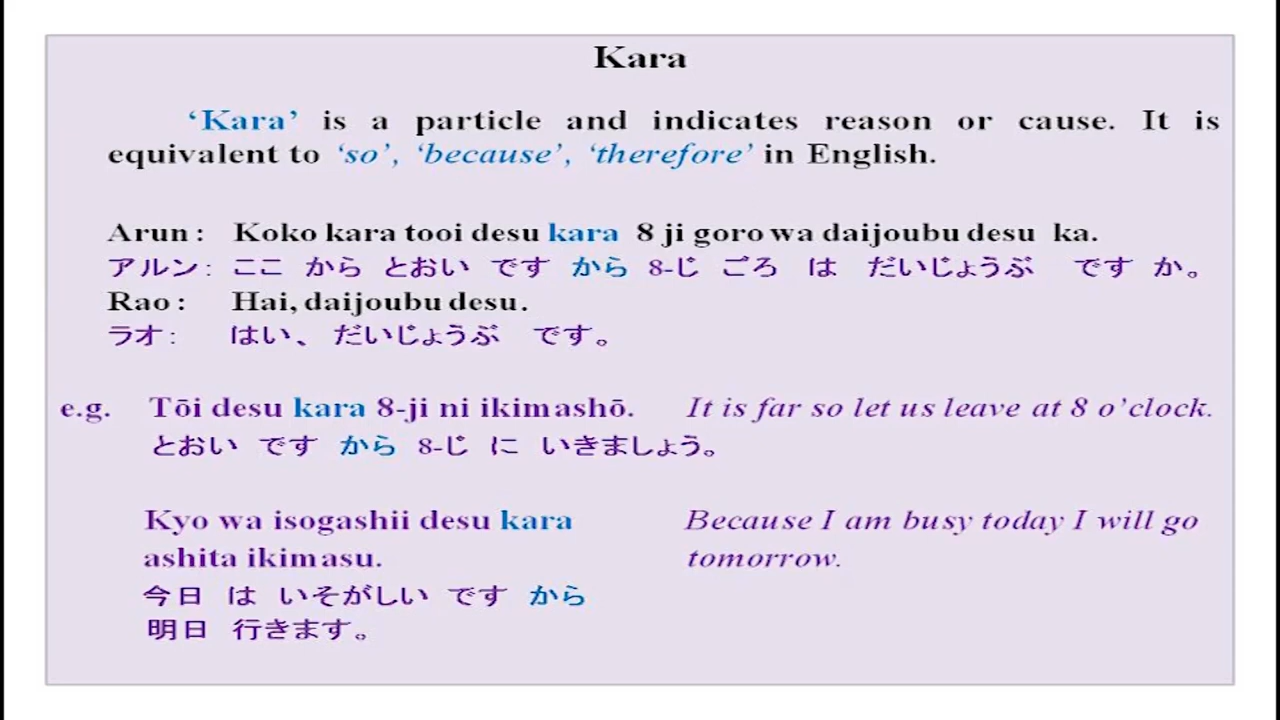 Kara
‘Kara’ is a particle and indicates reason or cause. It is
equivalent to ‘so’, ‘because’, ‘therefore’ in English.
Arun : Koko kara tooi desu kara 8 ji goro wa daijoubu desu ka.
アルン: ここ から とおい です から 8-じ ごろ は だいじょうぶ です か。
Rao : Hai, daijoubu desu.
ラオ: はい、 だいじょうぶ です。
e.g. Tōi desu kara 8-ji ni ikimashō. It is far so let us leave at 8 o’clock.
とおい です から 8-じ に いきましょう。
Kyo wa isogashii desu kara Because I am busy today I will go
ashita ikimasu. tomorrow.
今日 は いそがしい です から
明日 行きます。